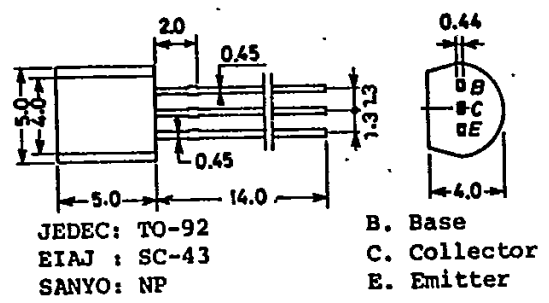 2.0
0.45
0.44
B
C
E
5.0
4.0
1.3
1.3
0.45
5.0
14.0
4.0
JEDEC: TO-92
EIAJ : SC-43
SANYO: NP
B. Base
C. Collector
E. Emitter